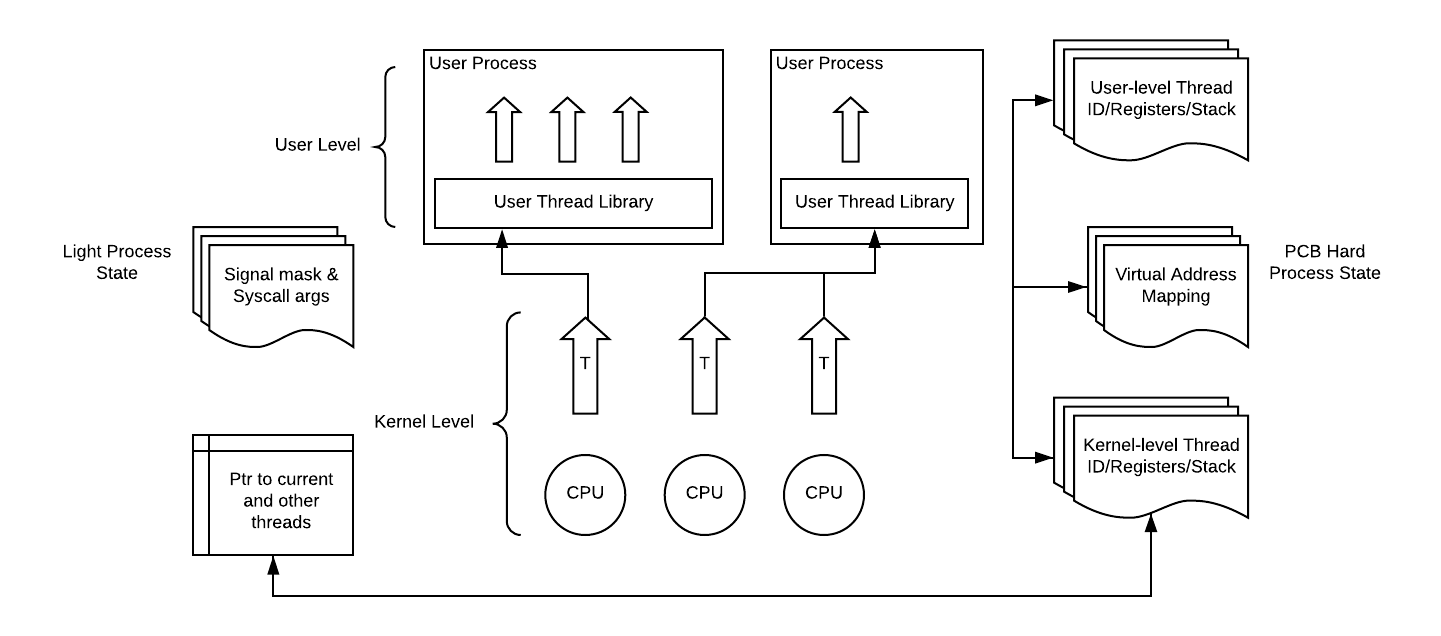 User Process
User Process
User-level Thread
ID/Registers/Stack
User Level
User Thread Library
User Thread Library
Light Process
State
Signal mask &
Syscall args
Virtual Address
Mapping
PCB Hard
Process State
T
T
T
Kernel Level
Kernel-level Thread
ID/Registers/Stack
Ptr to current
and other
threads
CPU
CPU
CPU